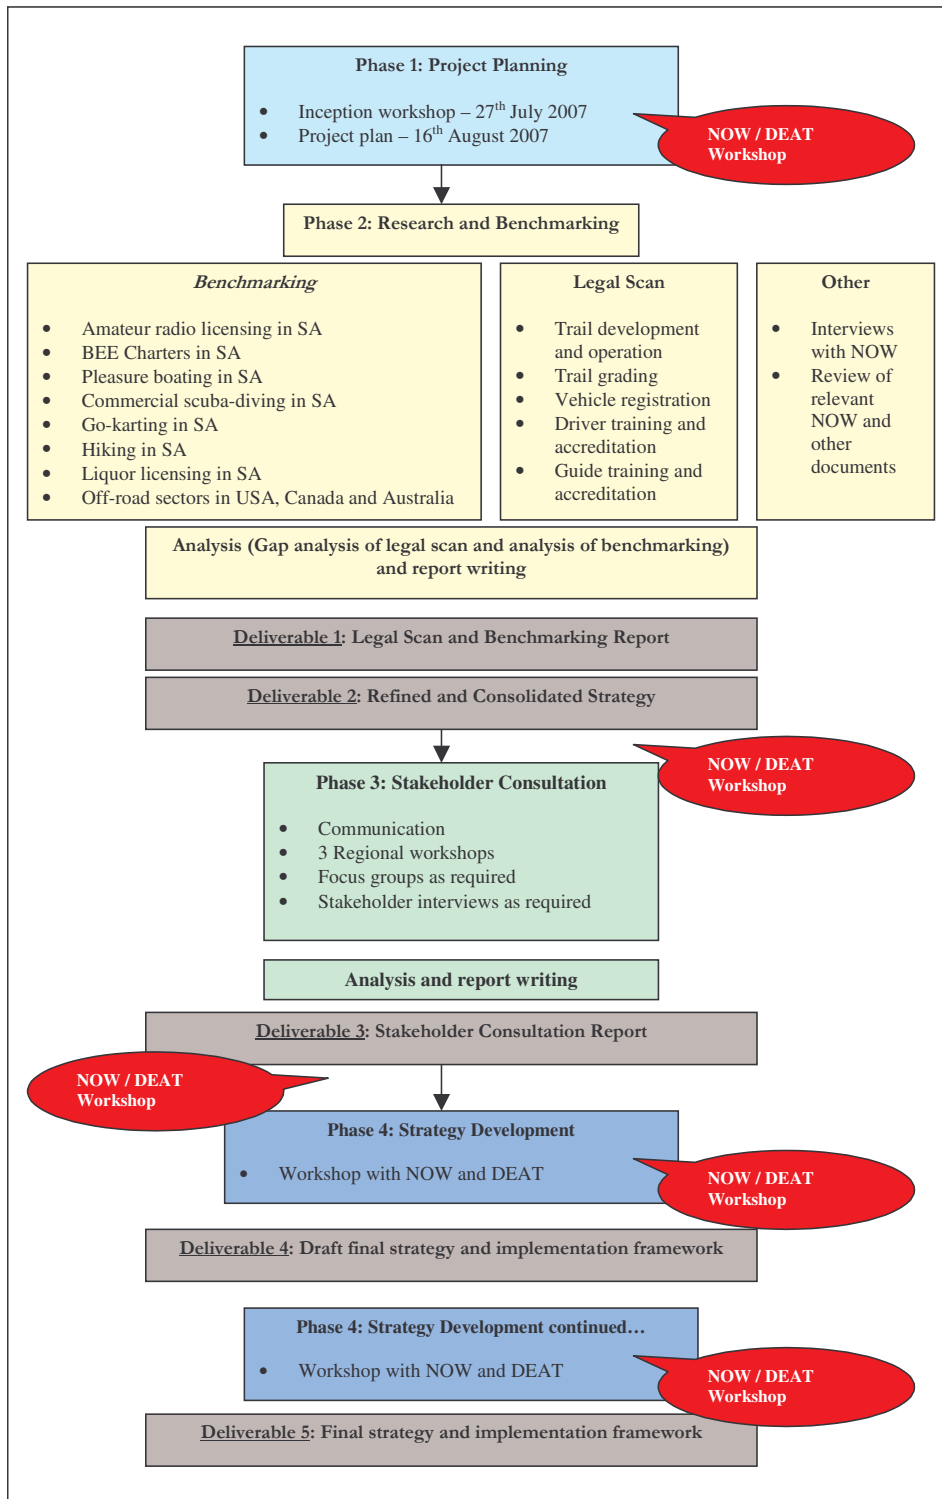 Phase 1: Project Planning
• Inception workshop – 27th July 2007
• Project plan – 16th August 2007
NOW / DEAT
Workshop
Phase 2: Research and Benchmarking
Benchmarking
• Amateur radio licensing in SA
• BEE Charters in SA
• Pleasure boating in SA
• Commercial scuba-diving in SA
• Go-karting in SA
• Hiking in SA
• Liquor licensing in SA
• Off-road sectors in USA, Canada and Australia
Legal Scan
• Trail development
and operation
• Trail grading
• Vehicle registration
• Driver training and
accreditation
• Guide training and
accreditation
Other
• Interviews
with NOW
• Review of
relevant
NOW and
other
documents
Analysis (Gap analysis of legal scan and analysis of benchmarking)
and report writing
Deliverable 1: Legal Scan and Benchmarking Report
Deliverable 2: Refined and Consolidated Strategy
NOW / DEAT
Workshop
Phase 3: Stakeholder Consultation
• Communication
• 3 Regional workshops
• Focus groups as required
• Stakeholder interviews as required
Analysis and report writing
Deliverable 3: Stakeholder Consultation Report
NOW / DEAT
Workshop
Phase 4: Strategy Development
• Workshop with NOW and DEAT
NOW / DEAT
Workshop
Deliverable 4: Draft final strategy and implementation framework
Phase 4: Strategy Development continued…
• Workshop with NOW and DEAT
NOW / DEAT
Workshop
Deliverable 5: Final strategy and implementation framework